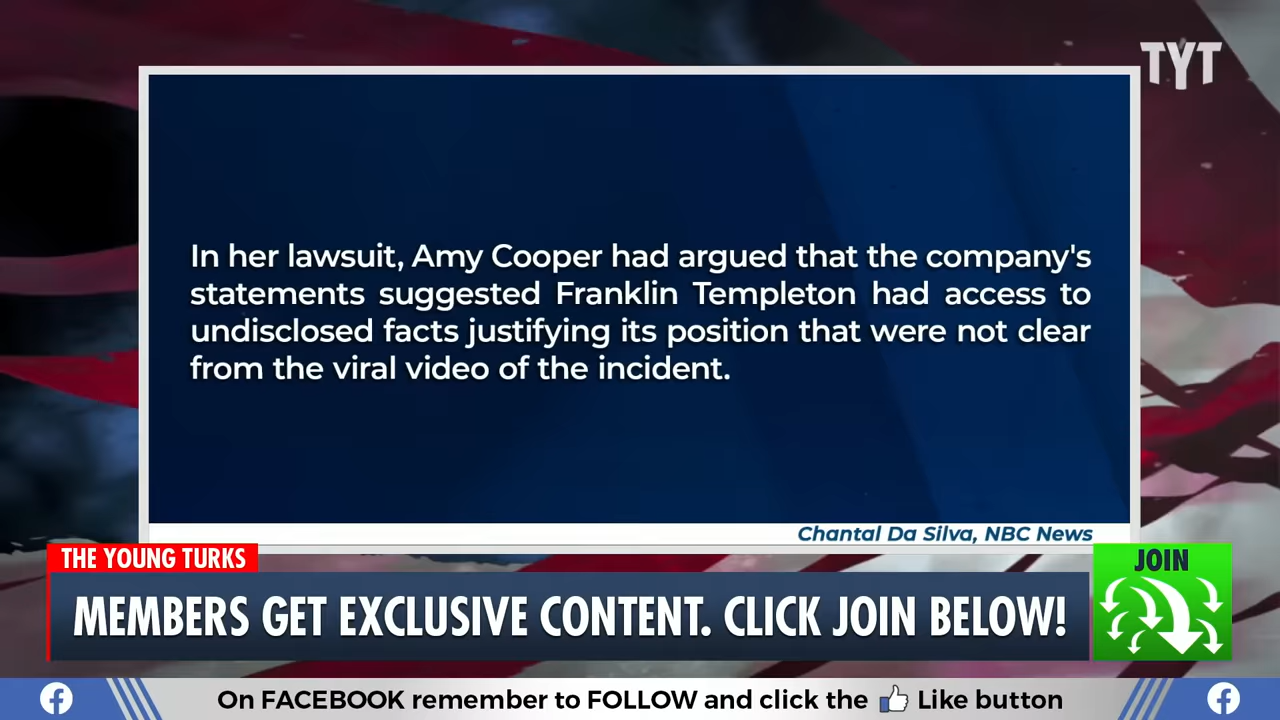 TYT
In her lawsuit, Amy Cooper had argued that the company's
statements suggested Franklin Templeton had access to
undisclosed facts justifying its position that were not clear
from the viral video of the incident.
Chantal Da Silva, NBC News
THE YOUNG TURKS
MEMBERS GET EXCLUSIVE CONTENT. CLICK JOIN BELOW!
JOIN
On FACEBOOK remember to FOLLOW and click the Like button